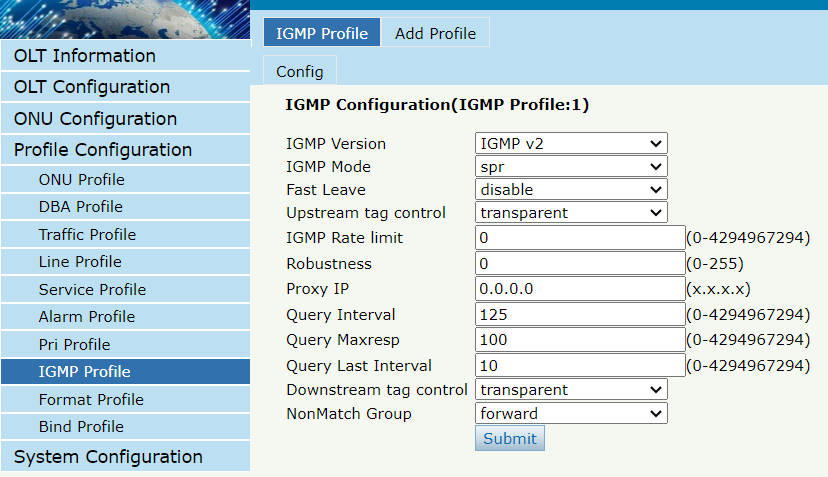 OLT Information
OLT Configuration
ONU Configuration
Profile Configuration
ONU Profile
DBA Profile
Traffic Profile
Line Profile
Service Profile
Alarm Profile
Pri Profile
IGMP Profile
Format Profile
Bind Profile
System Configuration
IGMP Profile Add Profile
Config
IGMP Configuration(IGMP Profile:1)
IGMP Version IGMP v2
IGMP Mode spr
Fast Leave disable
Upstream tag control transparent
IGMP Rate limit 0 (0-4294967294)
Robustness 0 (0-255)
Proxy IP 0.0.0.0 (x.x.x.x)
Query Interval 125 (0-4294967294)
Query Maxresp 100 (0-4294967294)
Query Last Interval 10 (0-4294967294)
Downstream tag control transparent
NonMatch Group forward
Submit